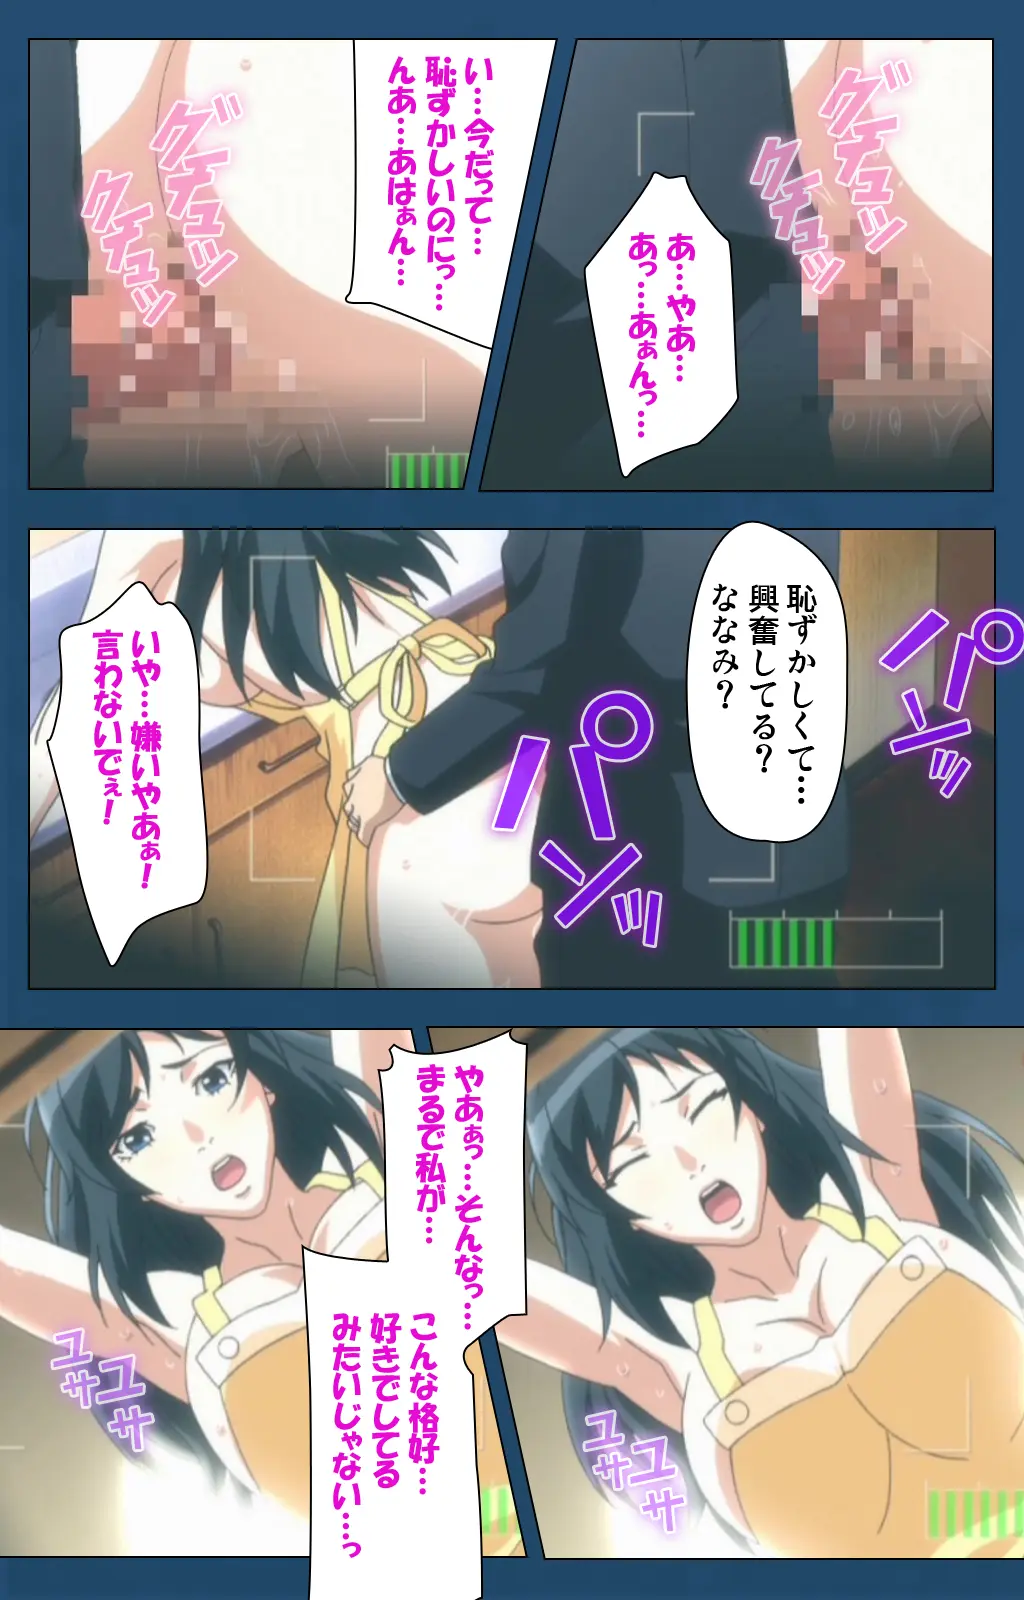 あ…やあ…
あっ…あぁんっ…
グチュッ
グチュッ
い…今だって…
恥ずかしいのにっ…
んあ…あはぁん…
グチュッ
グチュッ
恥ずかしくて…
興奮してる？
ななみ？
パンッ
パンッ
いや…嫌いやあぁ！
言わないでぇ！
やあぁっ…そんなっ…
まるで私が…
こんな格好…
好きでしてる
みたいじゃない…っ
ユサ
ユサ
ユサ
ユサ